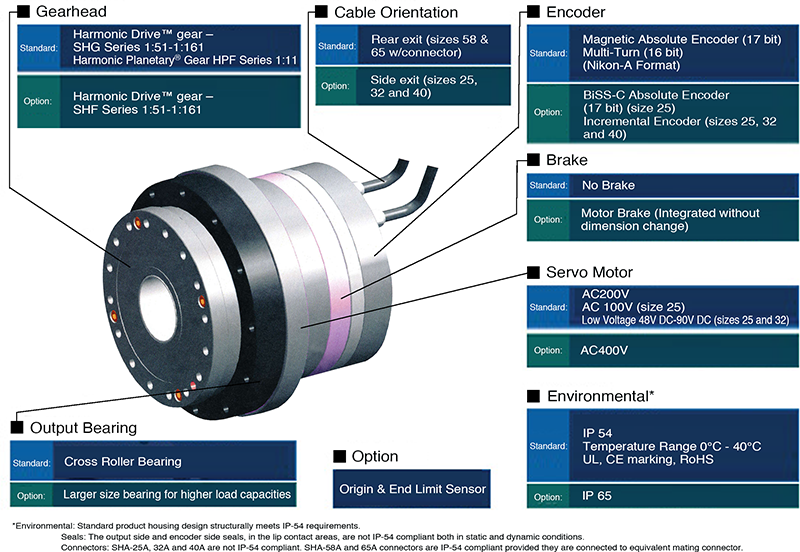 Gearhead
Standard:
Harmonic Drive™ gear –
SHG Series 1:51-1:161
Harmonic Planetary® Gear HPF Series 1:11
Option:
Harmonic Drive™ gear –
SHF Series 1:51-1:161
Cable Orientation
Standard:
Rear exit (sizes 58 &
65 w/connector)
Option:
Side exit (sizes 25,
32 and 40)
Encoder
Standard:
Magnetic Absolute Encoder (17 bit)
Multi-Turn (16 bit)
(Nikon-A Format)
Option:
BiSS-C Absolute Encoder
(17 bit) (size 25)
Incremental Encoder (sizes 25, 32
and 40)
Brake
Standard:
No Brake
Option:
Motor Brake (Integrated without
dimension change)
Servo Motor
Standard:
AC200V
AC 100V (size 25)
Low Voltage 48V DC-90V DC (sizes 25 and 32)
Option:
AC400V
Environmental*
Standard:
IP 54
Temperature Range 0°C - 40°C
UL, CE marking, RoHS
Option:
IP 65
Output Bearing
Standard:
Cross Roller Bearing
Option:
Larger size bearing for higher load capacities
Option
Origin & End Limit Sensor
*Environmental: Standard product housing design structurally meets IP-54 requirements.
Seals: The output side and encoder side seals, in the lip contact areas, are not IP-54 compliant both in static and dynamic conditions.
Connectors: SHA-25A, 32A and 40A are not IP-54 compliant. SHA-58A and 65A connectors are IP-54 compliant provided they are connected to equivalent mating connector.